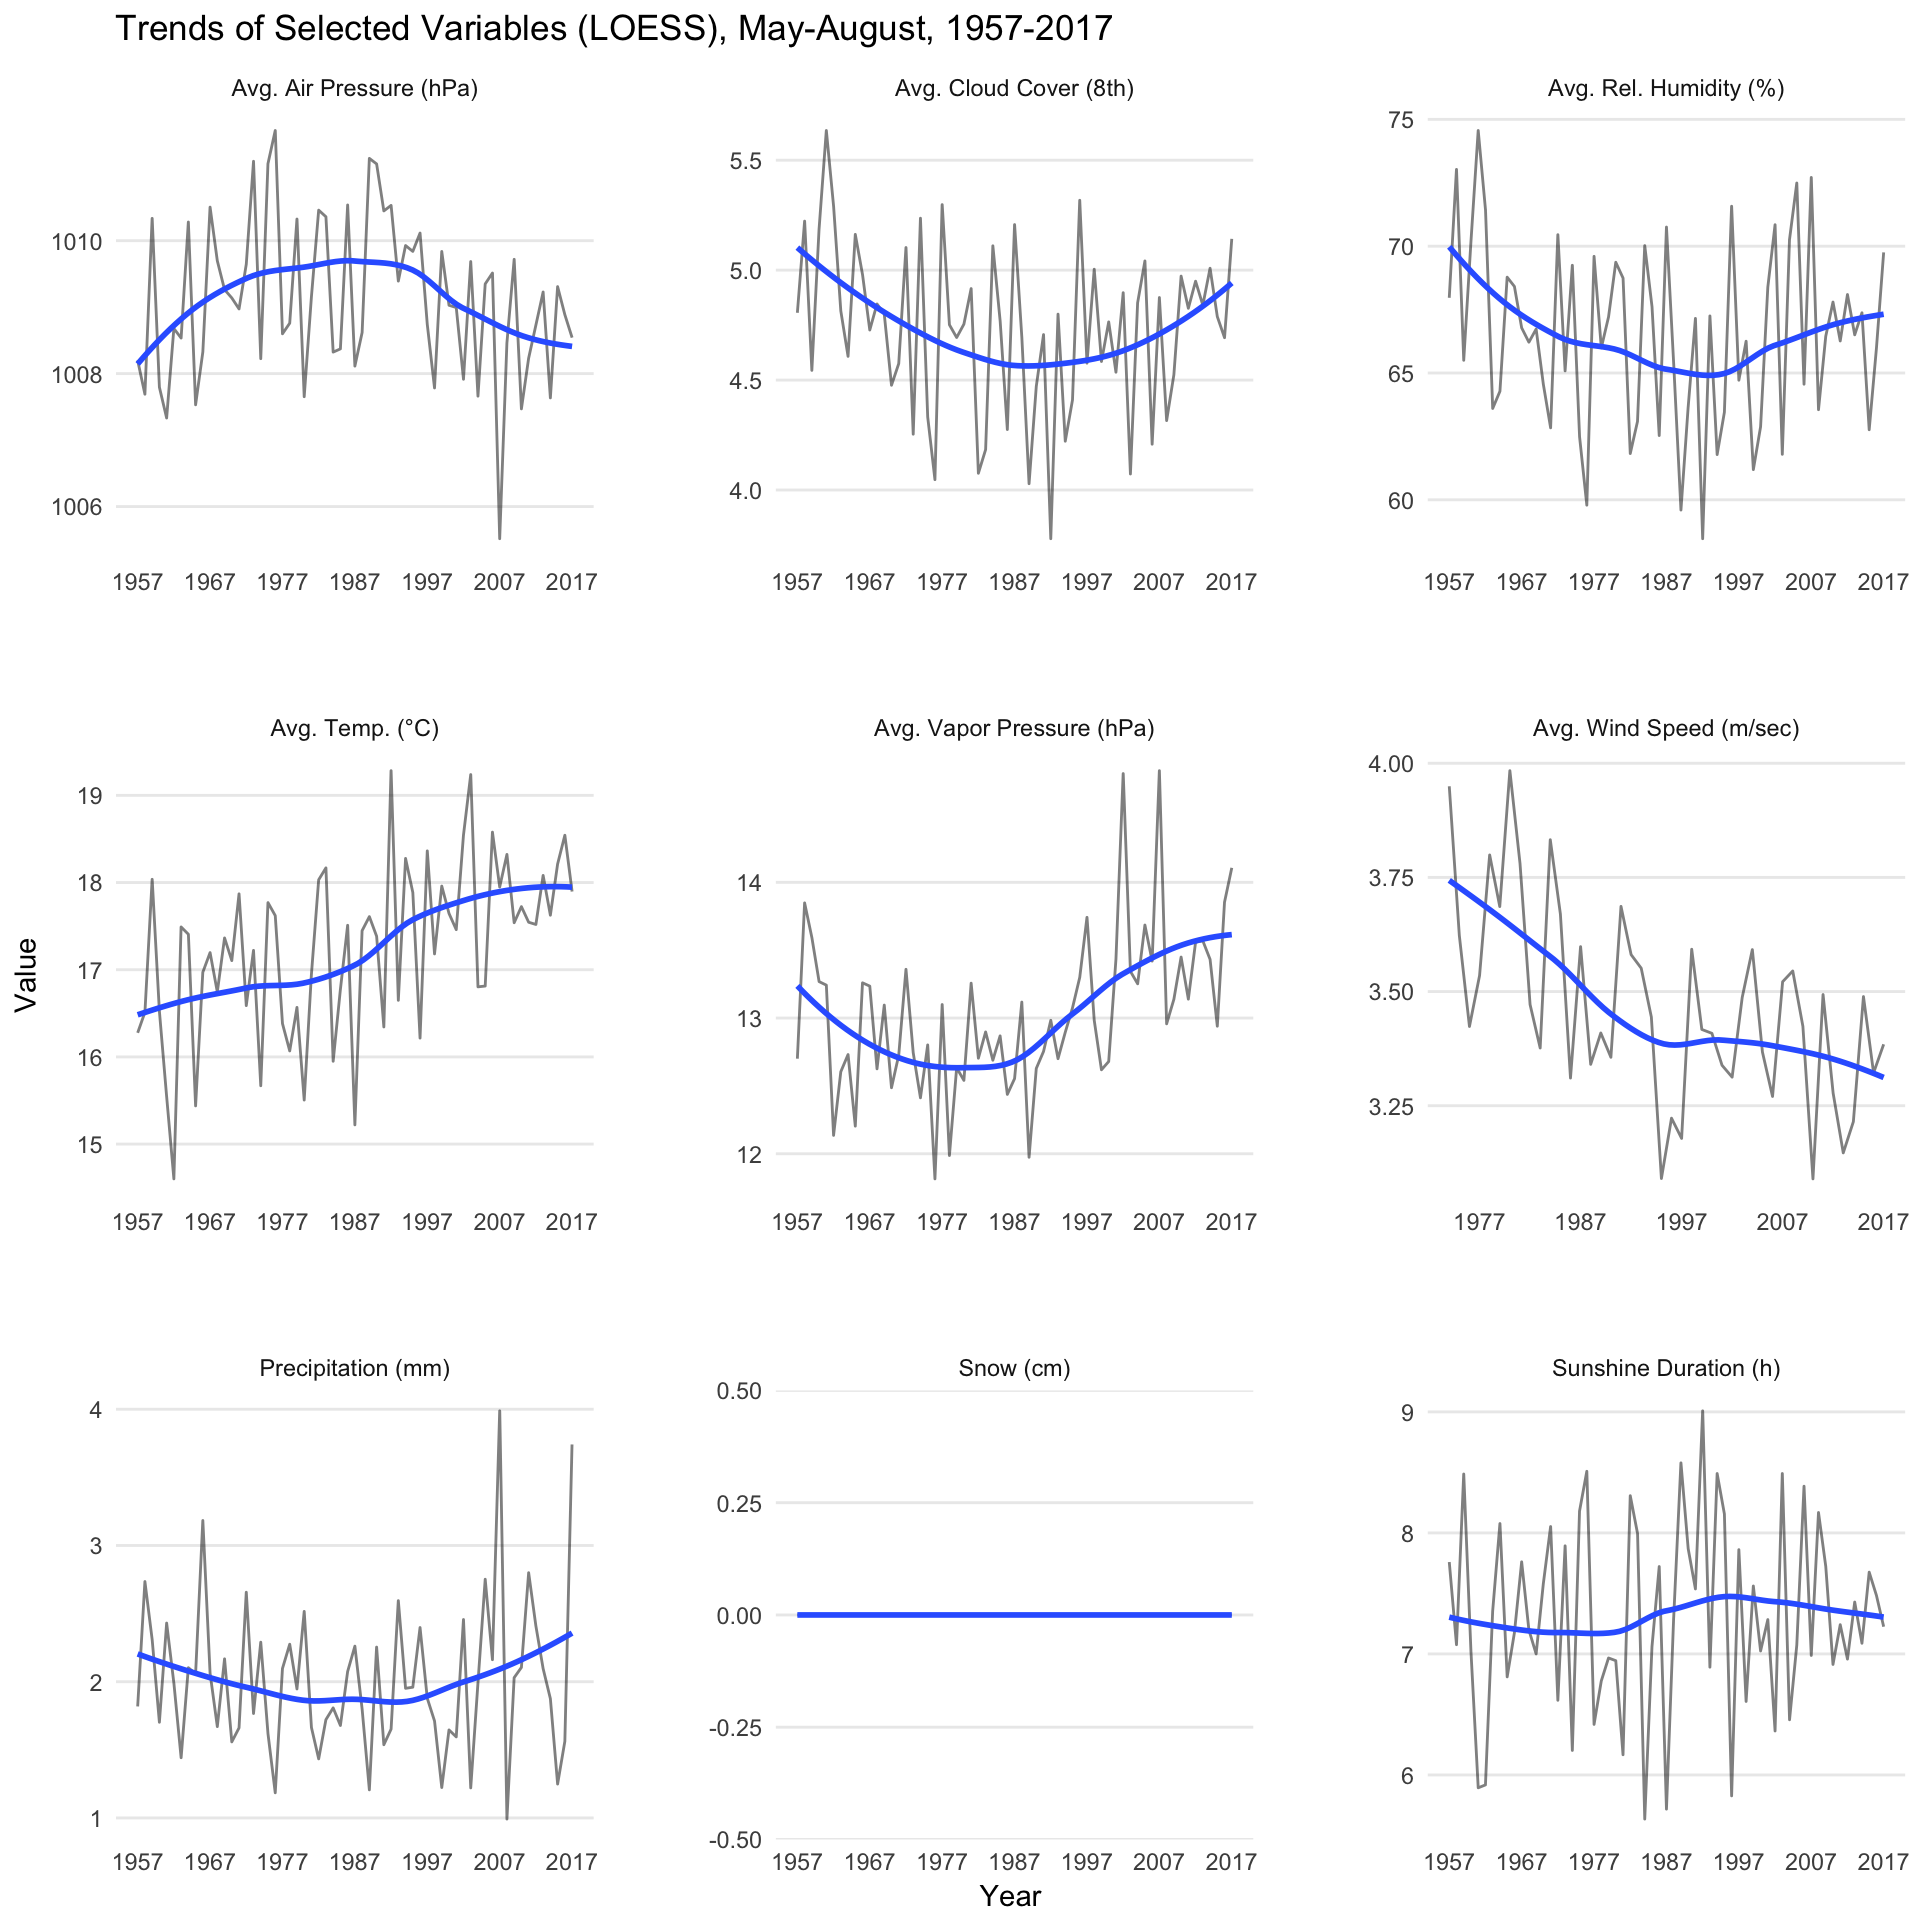 Trends of Selected Variables (LOESS), May-August, 1957-2017
Avg. Air Pressure (hPa)
1010
1008
1006
1957 1967 1977 1987 1997 2007 2017
Avg. Cloud Cover (8th)
5.5
5.0
4.5
4.0
1957 1967 1977 1987 1997 2007 2017
Avg. Rel. Humidity (%)
75
70
65
60
1957 1967 1977 1987 1997 2007 2017
Value
Avg. Temp. (°C)
19
18
17
16
15
1957 1967 1977 1987 1997 2007 2017
Avg. Vapor Pressure (hPa)
14
13
12
1957 1967 1977 1987 1997 2007 2017
Avg. Wind Speed (m/sec)
4.00
3.75
3.50
3.25
1977 1987 1997 2007 2017
Precipitation (mm)
4
3
2
1
1957 1967 1977 1987 1997 2007 2017
Snow (cm)
0.50
0.25
0.00
-0.25
-0.50
1957 1967 1977 1987 1997 2007 2017
Sunshine Duration (h)
9
8
7
6
1957 1967 1977 1987 1997 2007 2017
Year